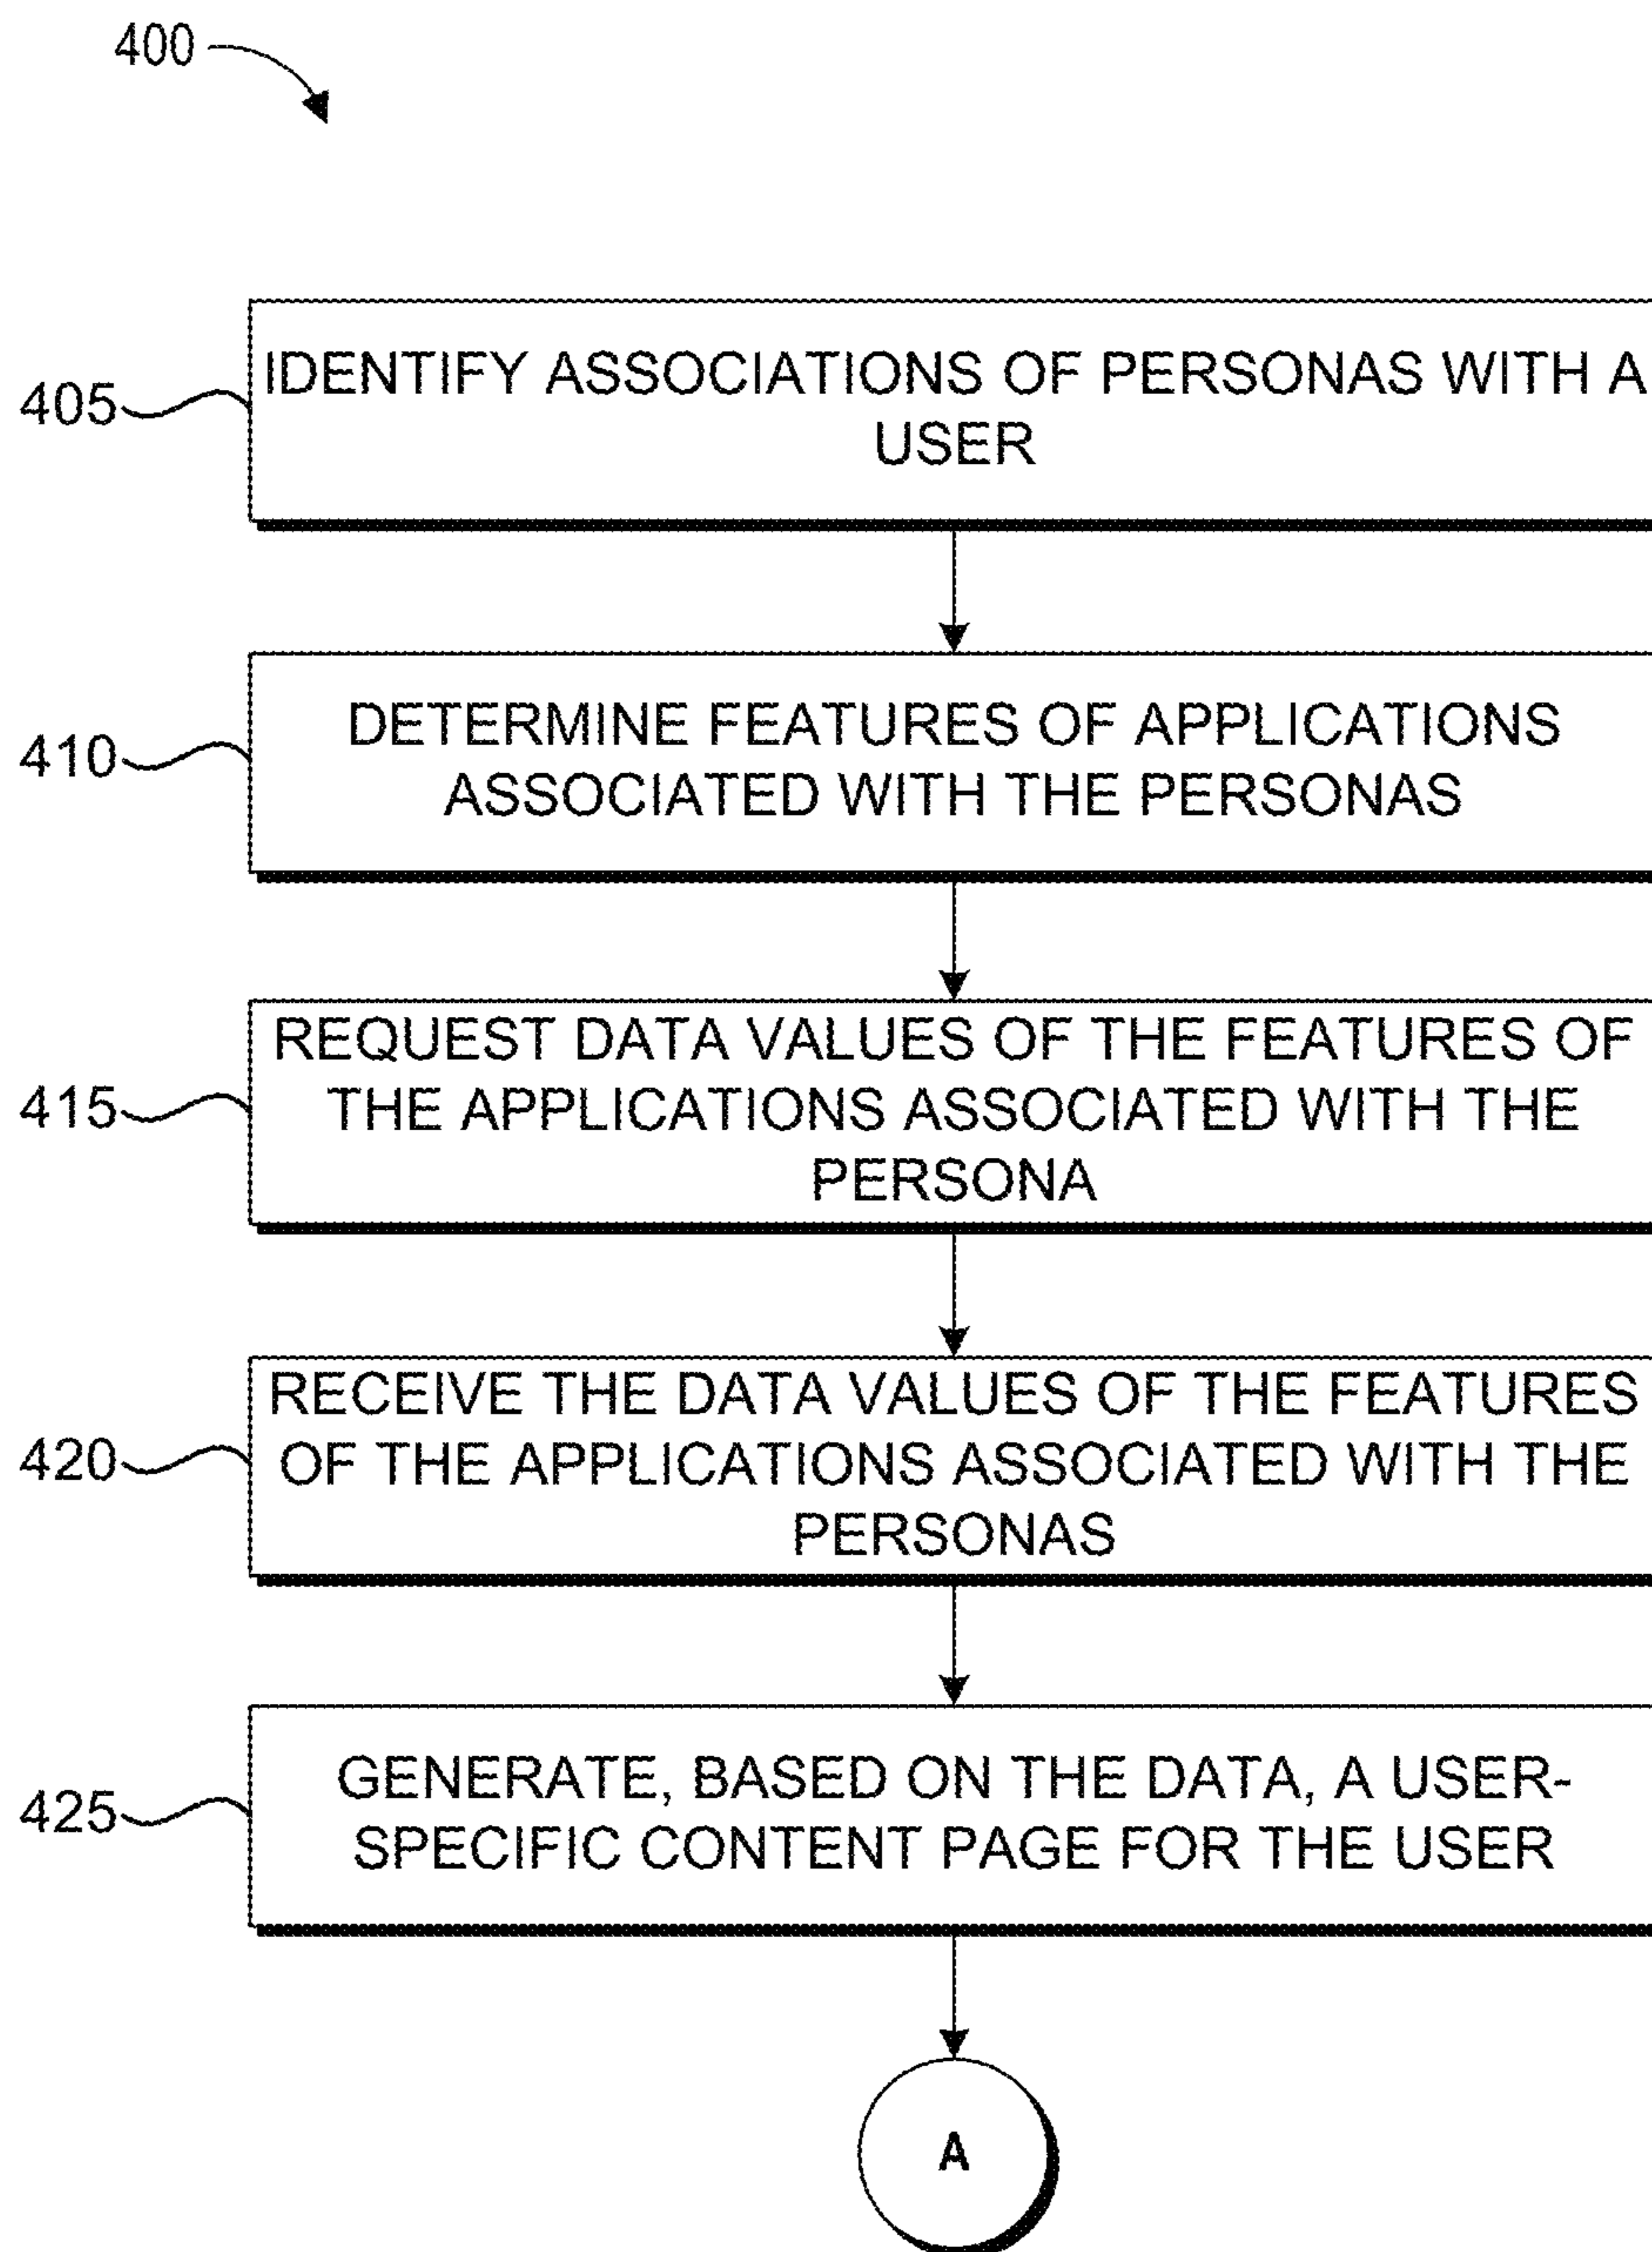 400
405
IDENTIFY ASSOCIATIONS OF PERSONAS WITH A
USER
410
DETERMINE FEATURES OF APPLICATIONS
ASSOCIATED WITH THE PERSONAS
415
REQUEST DATA VALUES OF THE FEATURES OF
THE APPLICATIONS ASSOCIATED WITH THE
PERSONA
420
RECEIVE THE DATA VALUES OF THE FEATURES
OF THE APPLICATIONS ASSOCIATED WITH THE
PERSONAS
425
GENERATE, BASED ON THE DATA, A USER-
SPECIFIC CONTENT PAGE FOR THE USER
A